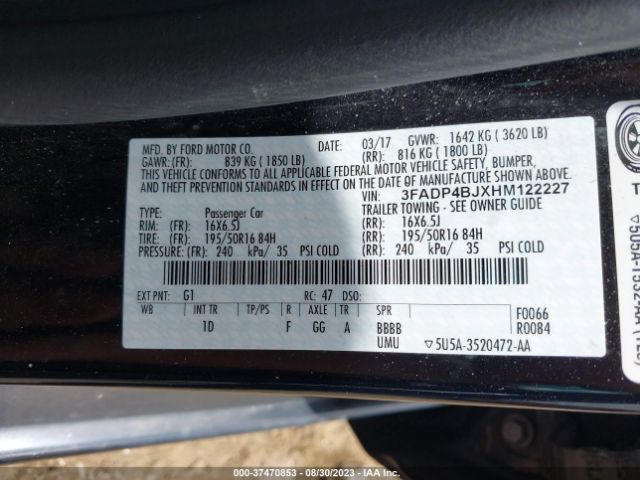 MFD. BY FORD MOTOR CO.   DATE: 03/17   GVWR: 1642 KG ( 3620 LB)
GAWR: (FR): 839 KG ( 1850 LB)   (RR): 816 KG ( 1800 LB)
THIS VEHICLE CONFORMS TO ALL APPLICABLE FEDERAL MOTOR VEHICLE SAFETY, BUMPER,
AND THEFT PREVENTION STANDARDS IN EFFECT ON THE DATE OF MANUFACTURE SHOWN ABOVE.
VIN: 3FADP4BJXHM122227
TYPE: Passenger Car   TRAILER TOWING - SEE OWNER GUIDE
RIM: (FR): 16X6.5J   (RR): 16X6.5J
TIRE: (FR): 195/50R16 84H   (RR): 195/50R16 84H
PRESSURE: (FR): 240 kPa/ 35 PSI COLD   (RR): 240 kPa/ 35 PSI COLD
EXT PNT: G1   RC: 47 DSO:
WB   INT TR   TP/PS   R   AXLE   TR   SPR   F0066
1D   F   GG   A   BBBB   R0084
UMU   ▽5U5A-3520472-AA
000-37470853 - 08/30/2023 - IAA Inc.